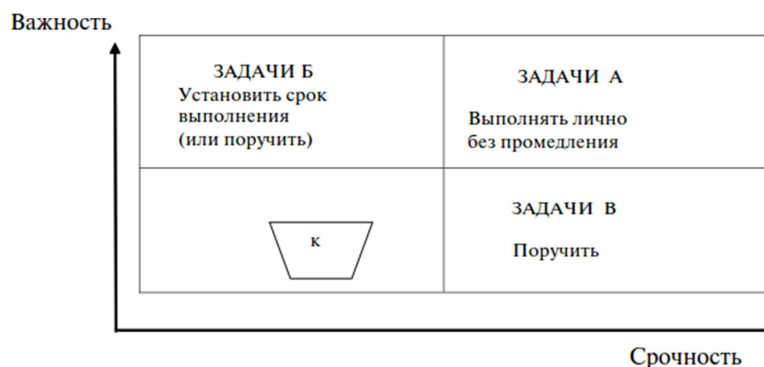 Важность
ЗАДАЧИ Б
Установить срок
выполнения
(или поручить)
ЗАДАЧИ А
Выполнять лично
без промедления
к
ЗАДАЧИ В
Поручить
Срочность